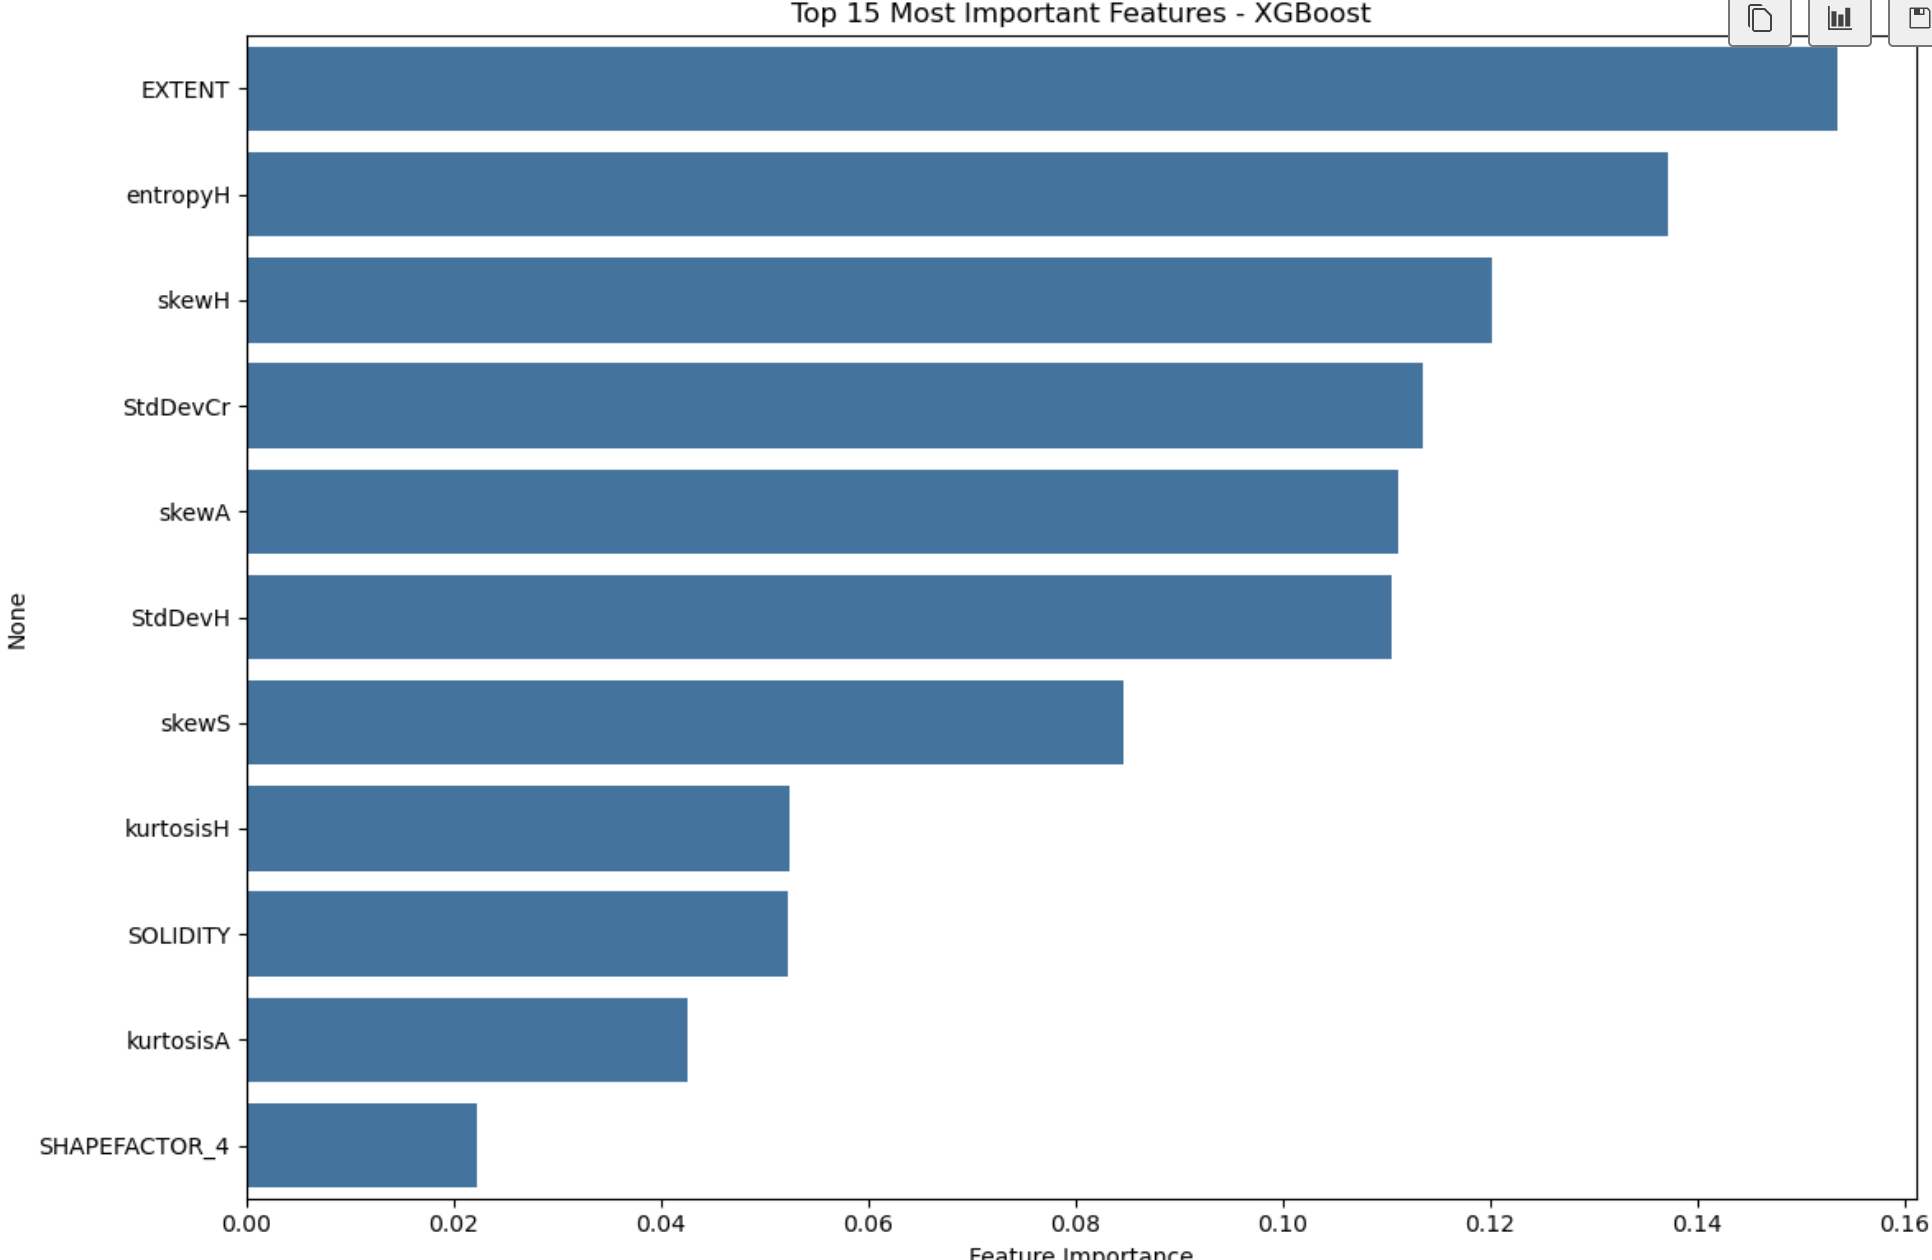 Top 15 Most Important Features - XGBoost
EXTENT
entropyH
skewH
StdDevCr
skewA
StdDevH
skewS
kurtosisH
SOLIDITY
kurtosisA
SHAPEFACTOR_4
None
0.00 0.02 0.04 0.06 0.08 0.10 0.12 0.14 0.16
Feature Importance